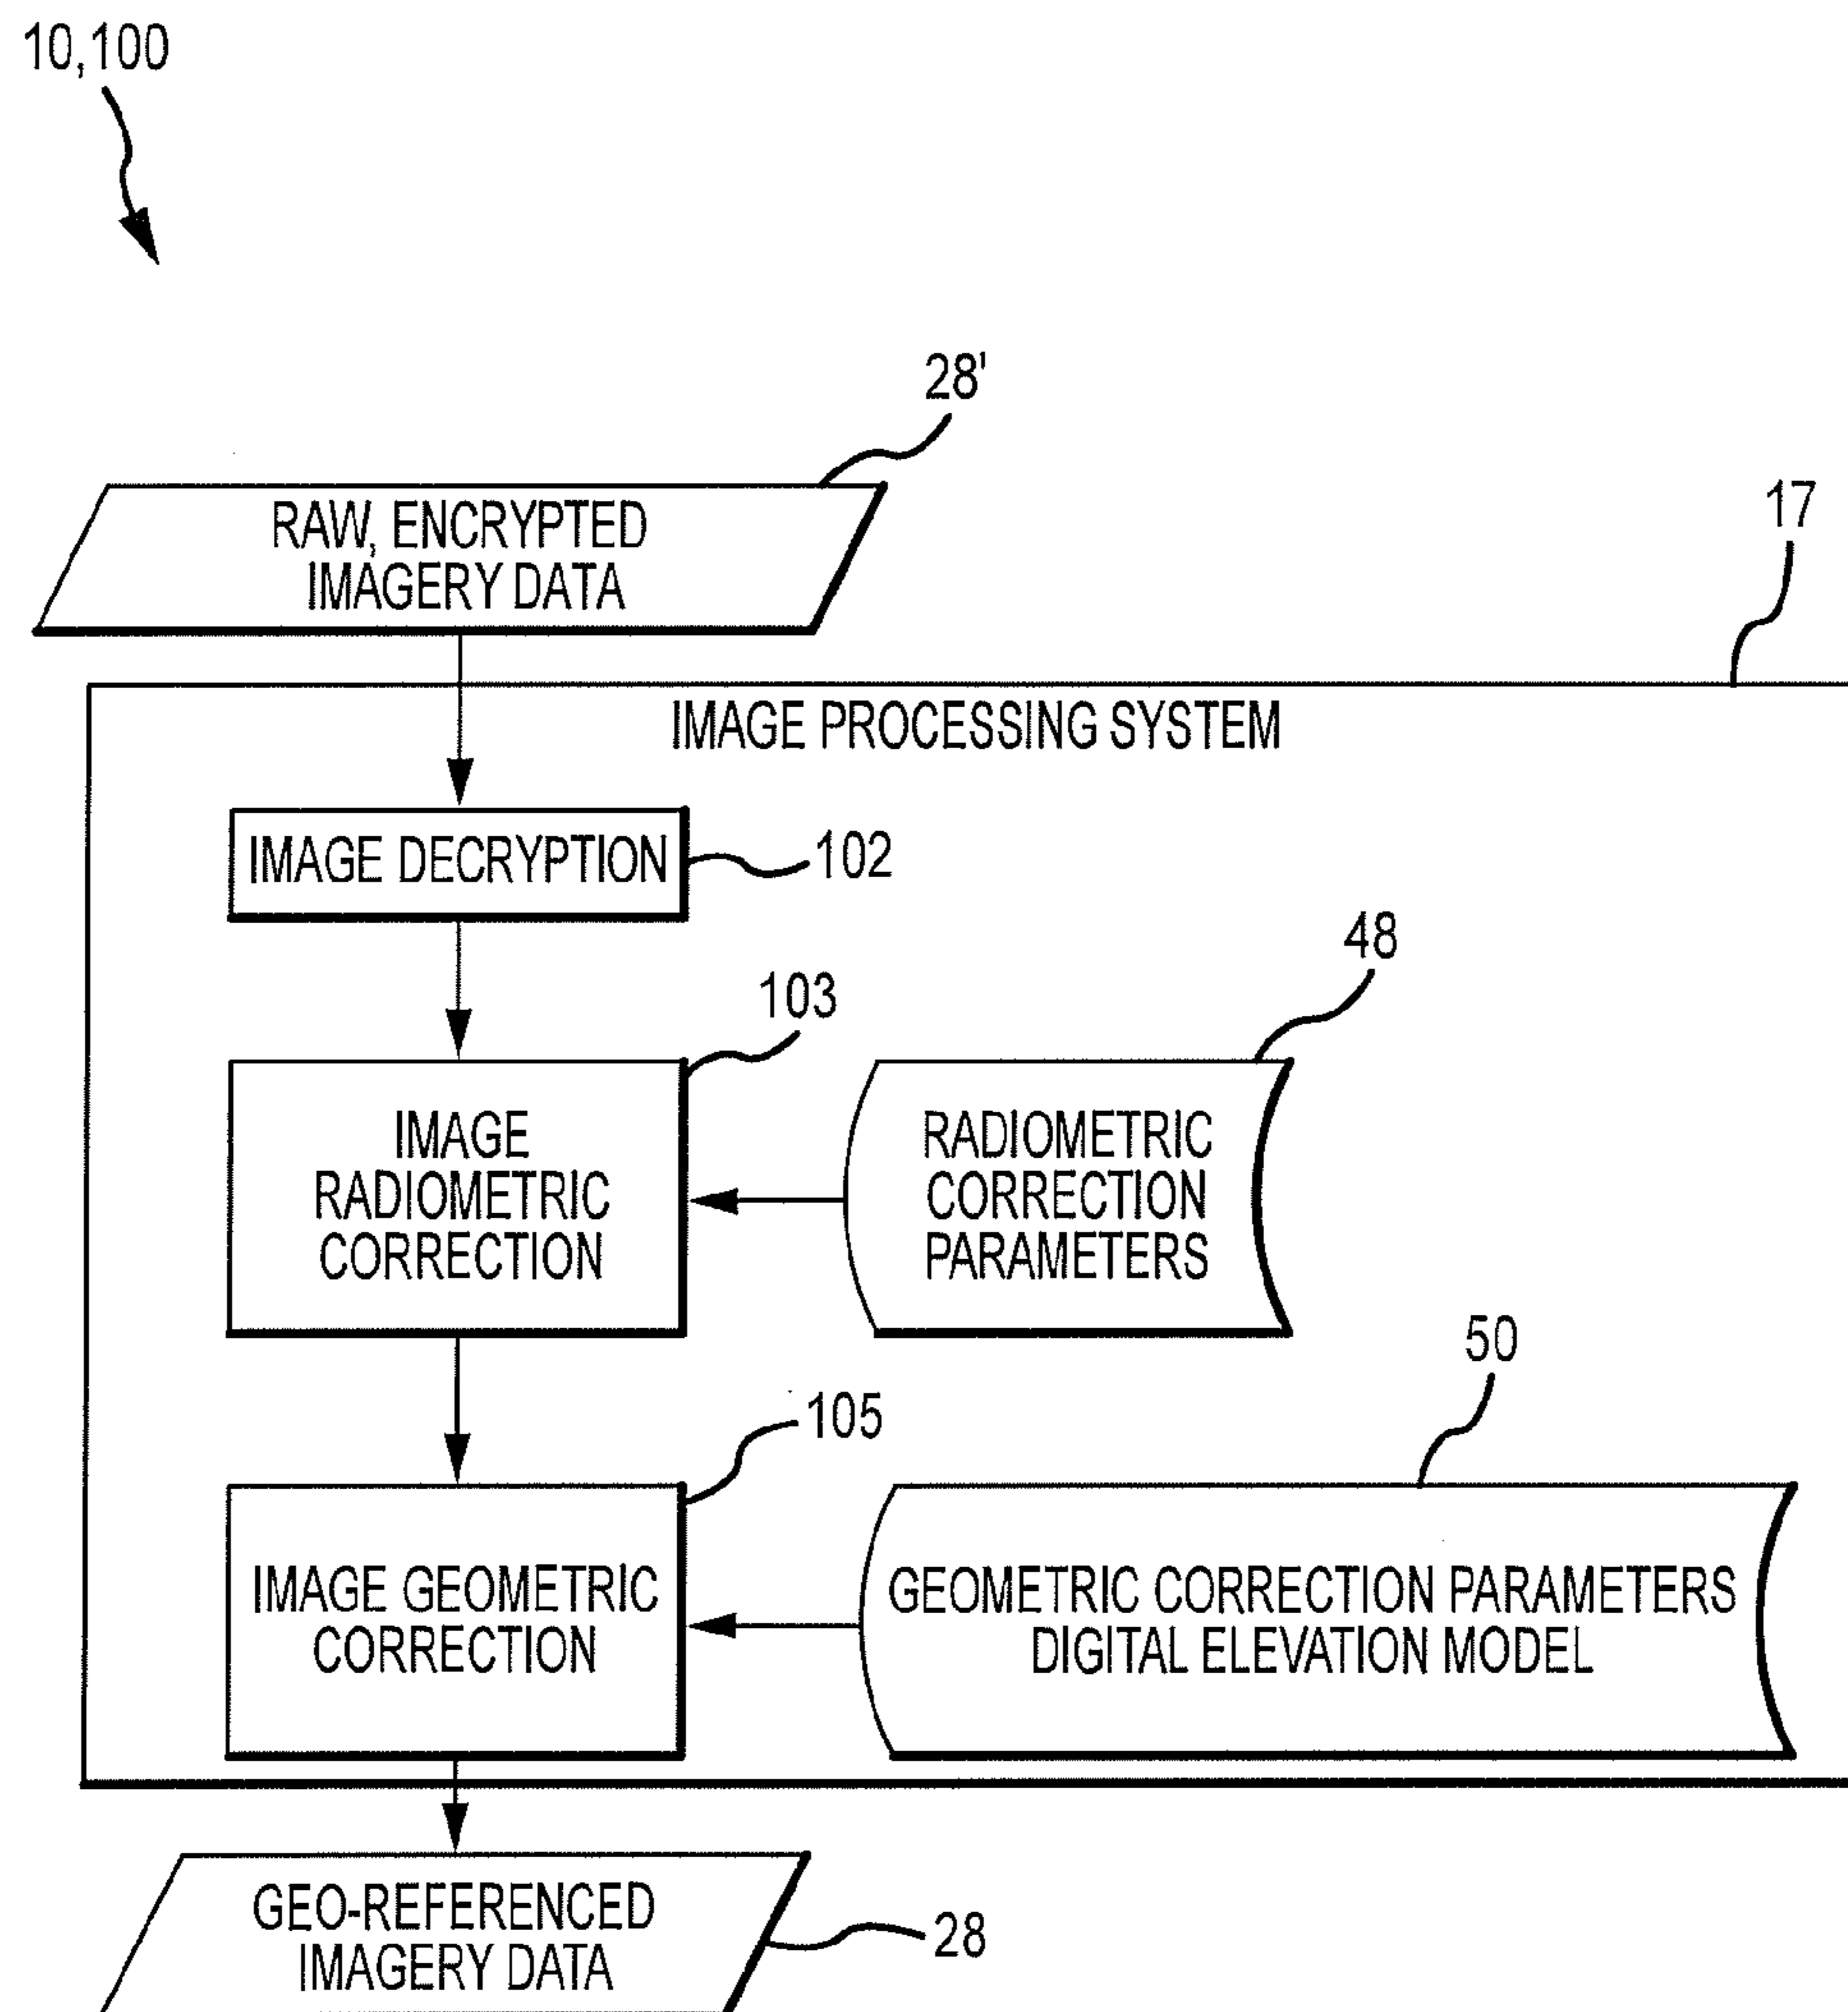 10,100
28'
RAW, ENCRYPTED
IMAGERY DATA
17
IMAGE PROCESSING SYSTEM
IMAGE DECRYPTION
102
48
103
IMAGE
RADIOMETRIC
CORRECTION
RADIOMETRIC
CORRECTION
PARAMETERS
50
105
IMAGE GEOMETRIC
CORRECTION
GEOMETRIC CORRECTION PARAMETERS
DIGITAL ELEVATION MODEL
GEO-REFERENCED
IMAGERY DATA
28